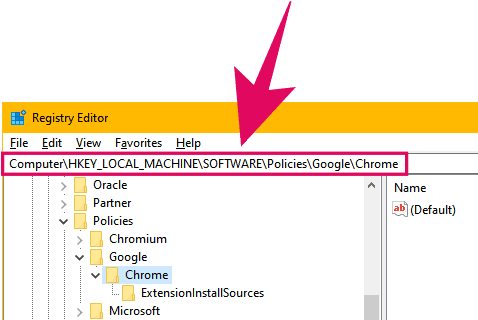 Registry Editor
File Edit View Favorites Help
Computer\HKEY_LOCAL_MACHINE\SOFTWARE\Policies\Google\Chrome
Oracle
Partner
Policies
Chromium
Google
Chrome
ExtensionInstallSources
Microsoft
Name
ab (Default)